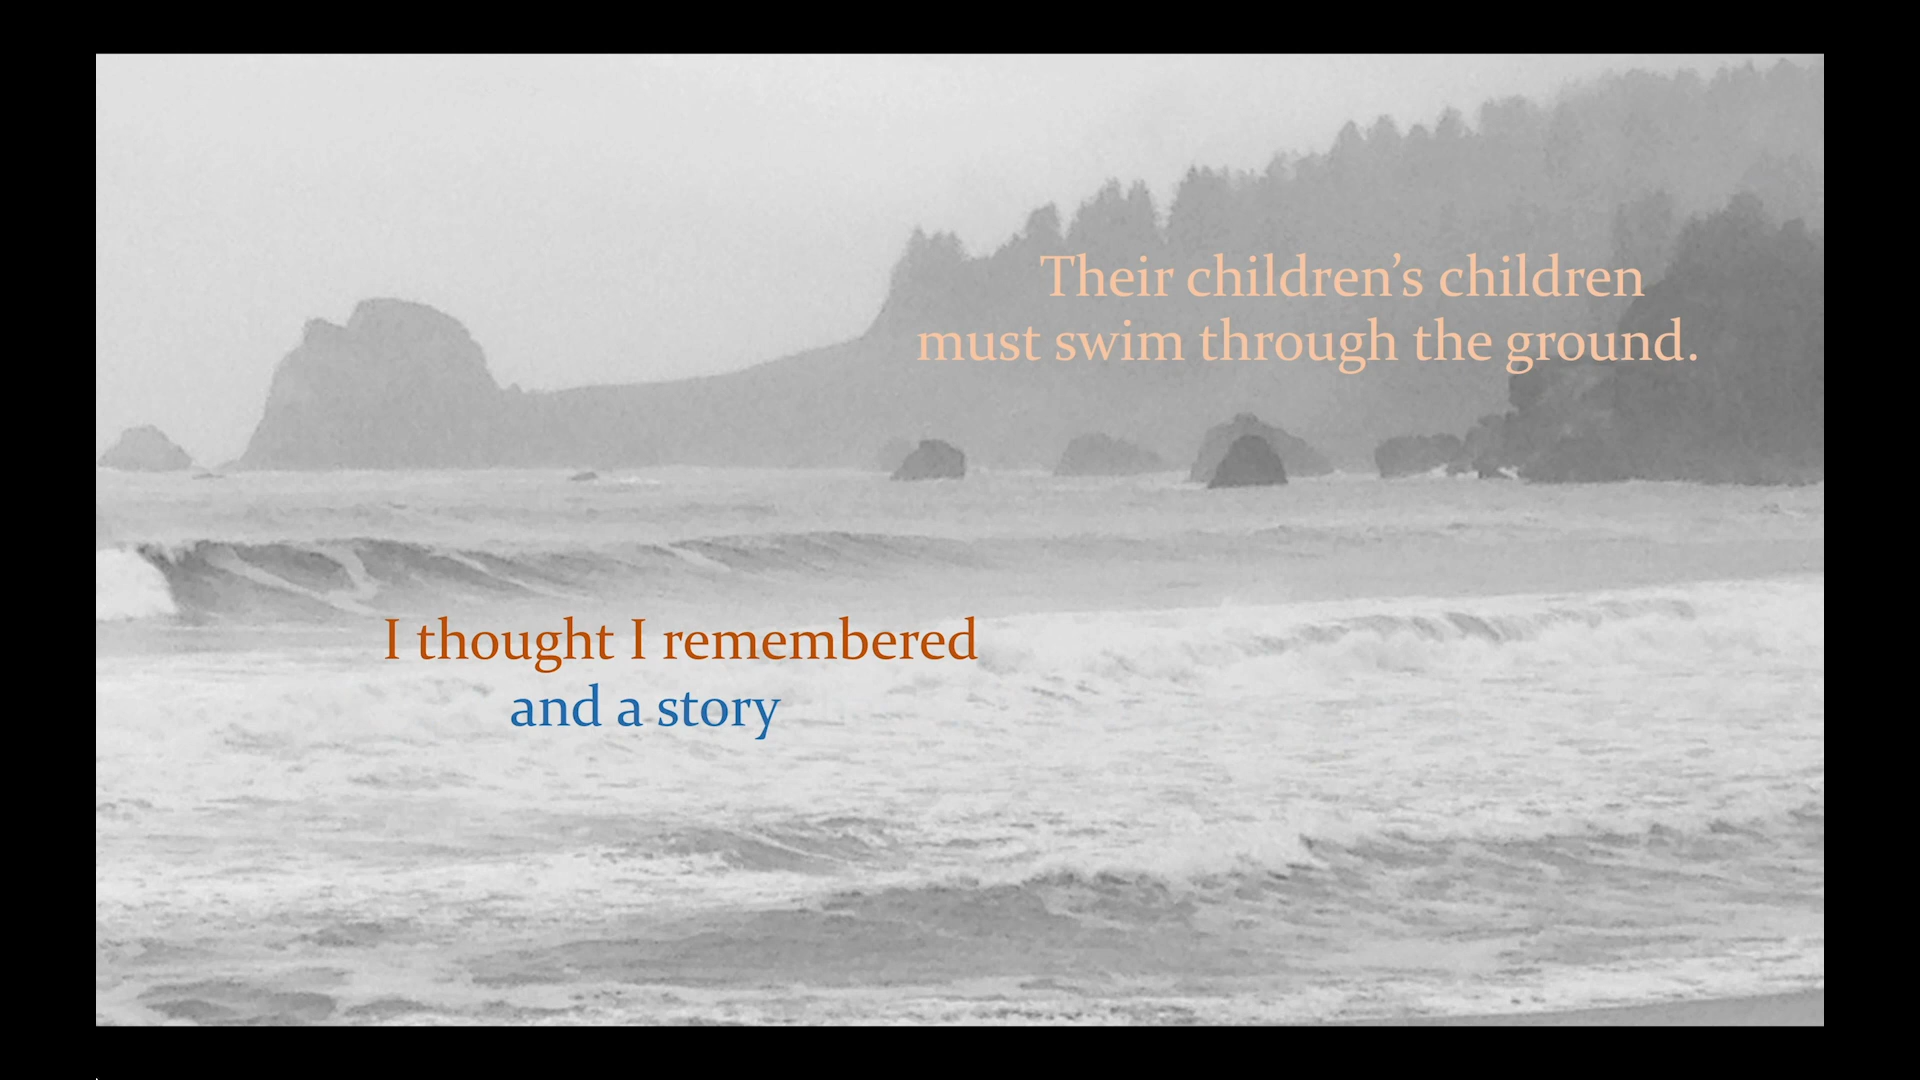 Their children’s children
must swim through the ground.
I thought I remembered
and a story